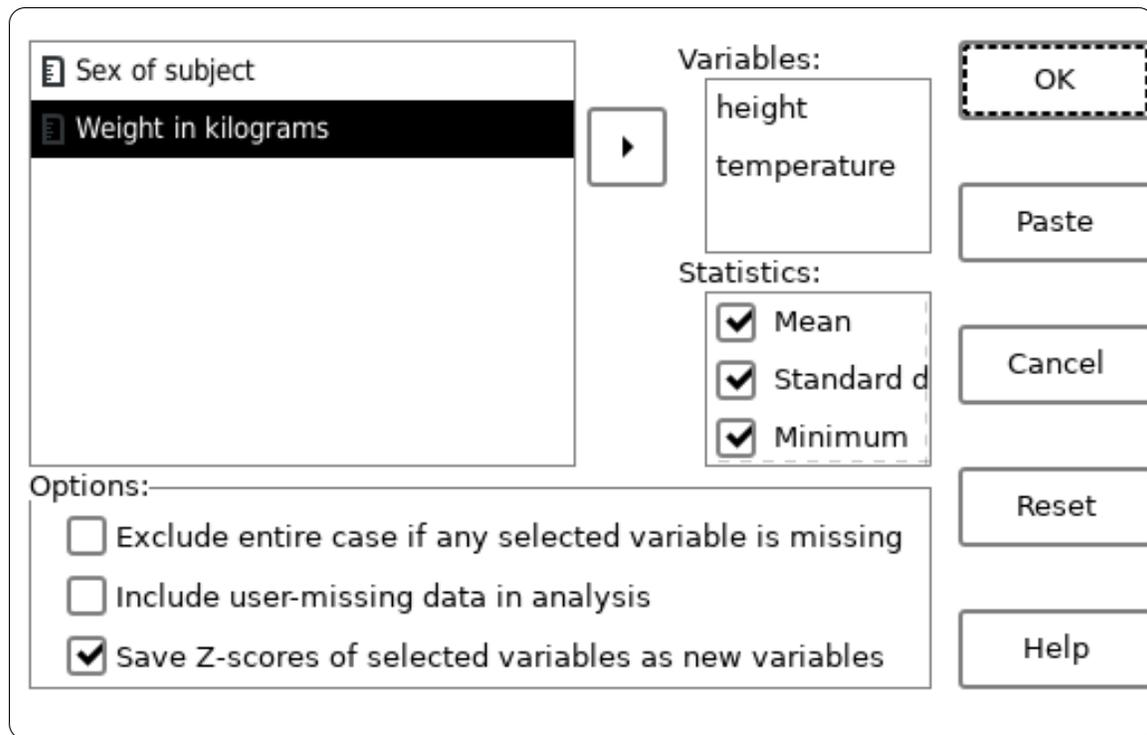 Sex of subject
Weight in kilograms
Variables:
height
temperature
Statistics:
Mean
Standard d
Minimum
Options:
Exclude entire case if any selected variable is missing
Include user-missing data in analysis
Save Z-scores of selected variables as new variables
OK
Paste
Cancel
Reset
Help